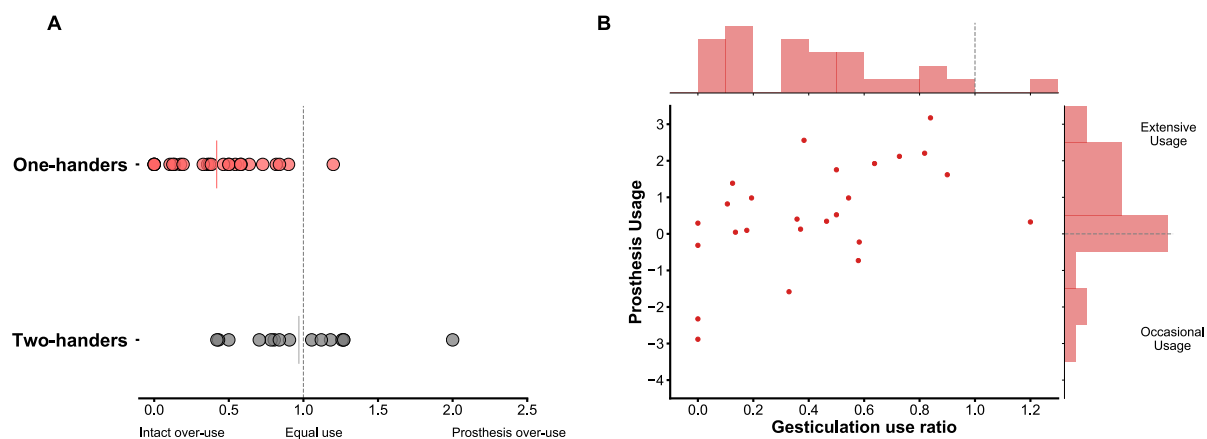 A
One-handers
Two-handers
0.0 0.5 1.0 1.5 2.0 2.5
Intact over-use Equal use Prosthesis over-use
B
Prosthesis Usage
3
2
1
0
−1
−2
−3
−4
0.0 0.2 0.4 0.6 0.8 1.0 1.2
Gesticulation use ratio
Extensive
Usage
Occasional
Usage